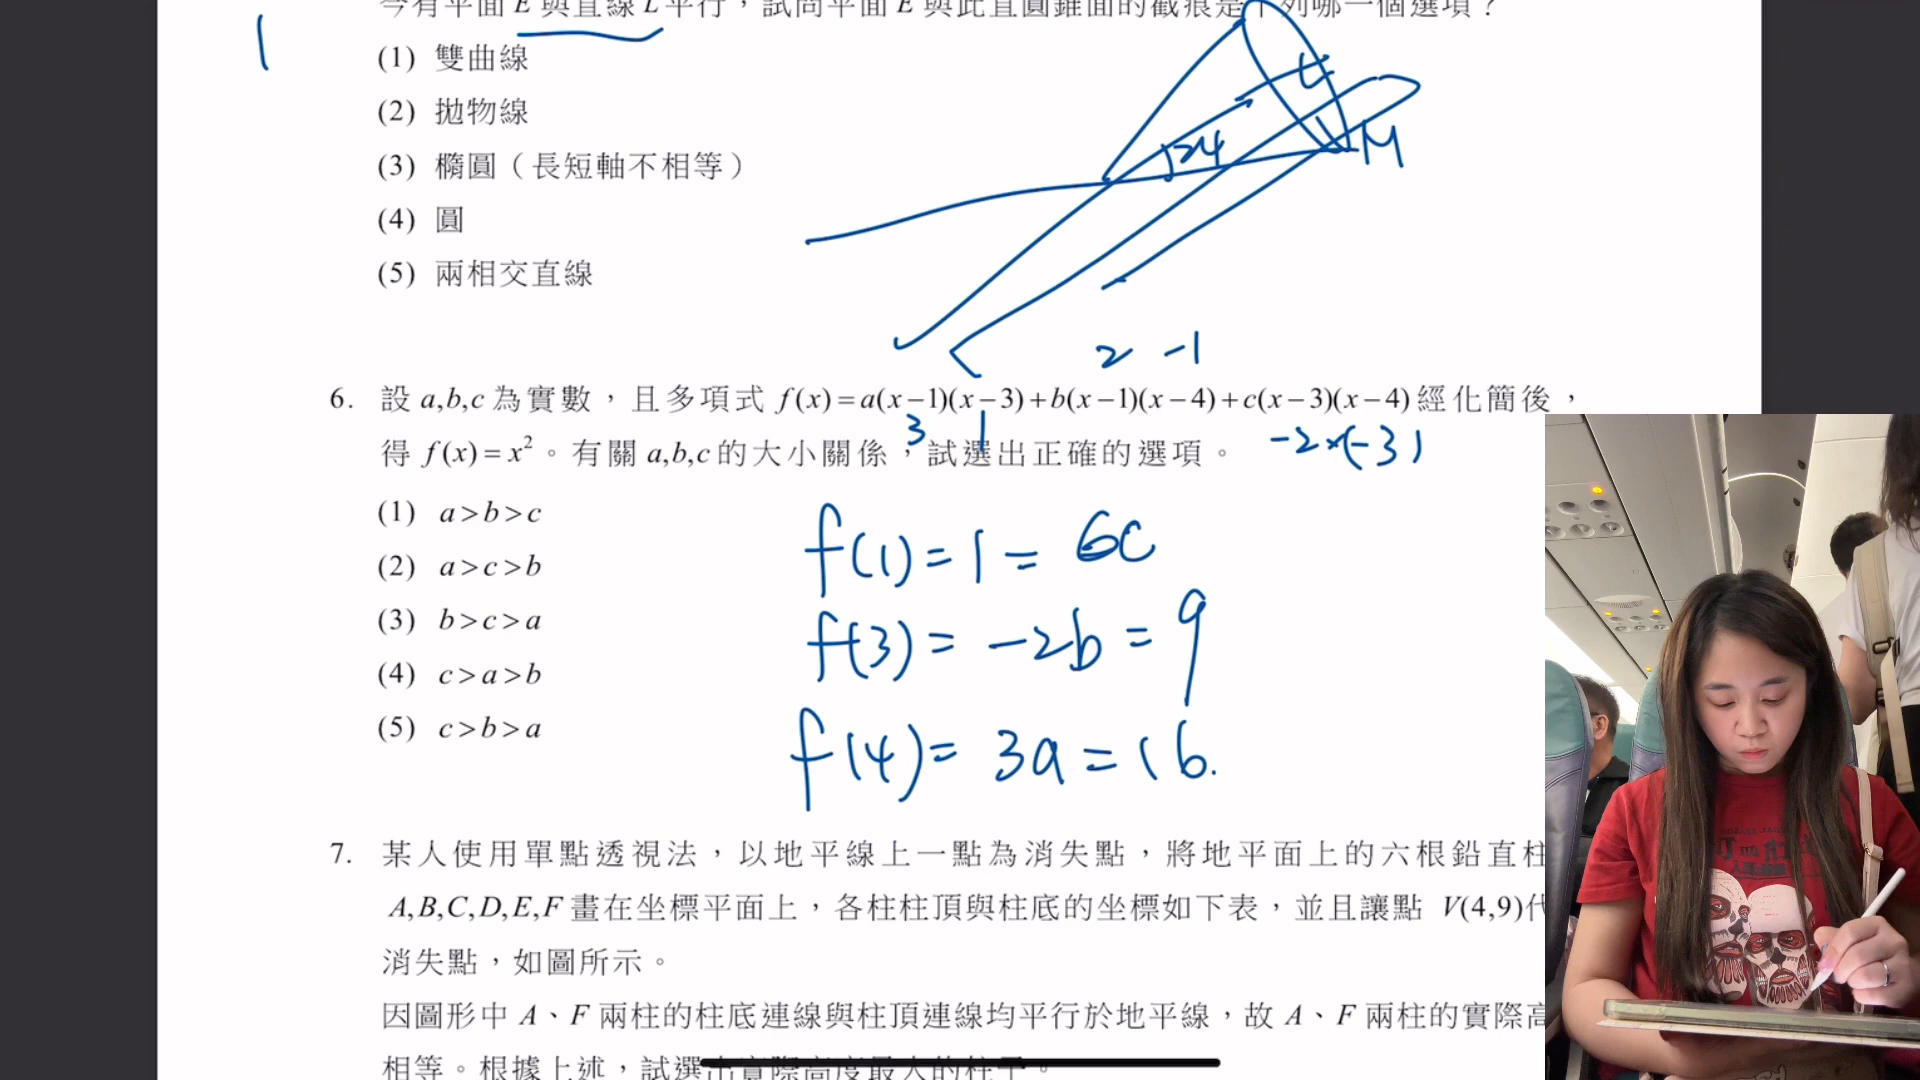 今有平面 E 與直線 L 平行,試問平面 E 與此直圓錐面的截痕是下列哪一個選項?
(1) 雙曲線
(2) 拋物線
(3) 橢圓(長短軸不相等)
(4) 圓
(5) 兩相交直線
L
24
M
2 -1
6. 設 a,b,c 為實數,且多項式 f(x)=a(x-1)(x-3)+b(x-1)(x-4)+c(x-3)(x-4) 經化簡後,
3 1
-2×(-3)
得 f(x)=x²。有關 a,b,c 的大小關係,試選出正確的選項。
(1) a>b>c
(2) a>c>b
(3) b>c>a
(4) c>a>b
(5) c>b>a
f(1)=1=6c
f(3)=-2b=9
f(4)=3a=16.
7. 某人使用單點透視法,以地平線上一點為消失點,將地平面上的六根鉛直柱
A,B,C,D,E,F 畫在坐標平面上,各柱柱頂與柱底的坐標如下表,並且讓點 V(4,9)代
消失點,如圖所示。
因圖形中 A、F 兩柱的柱底連線與柱頂連線均平行於地平線,故 A、F 兩柱的實際高
相等。根據上述,試選出實際高度最大的柱子。